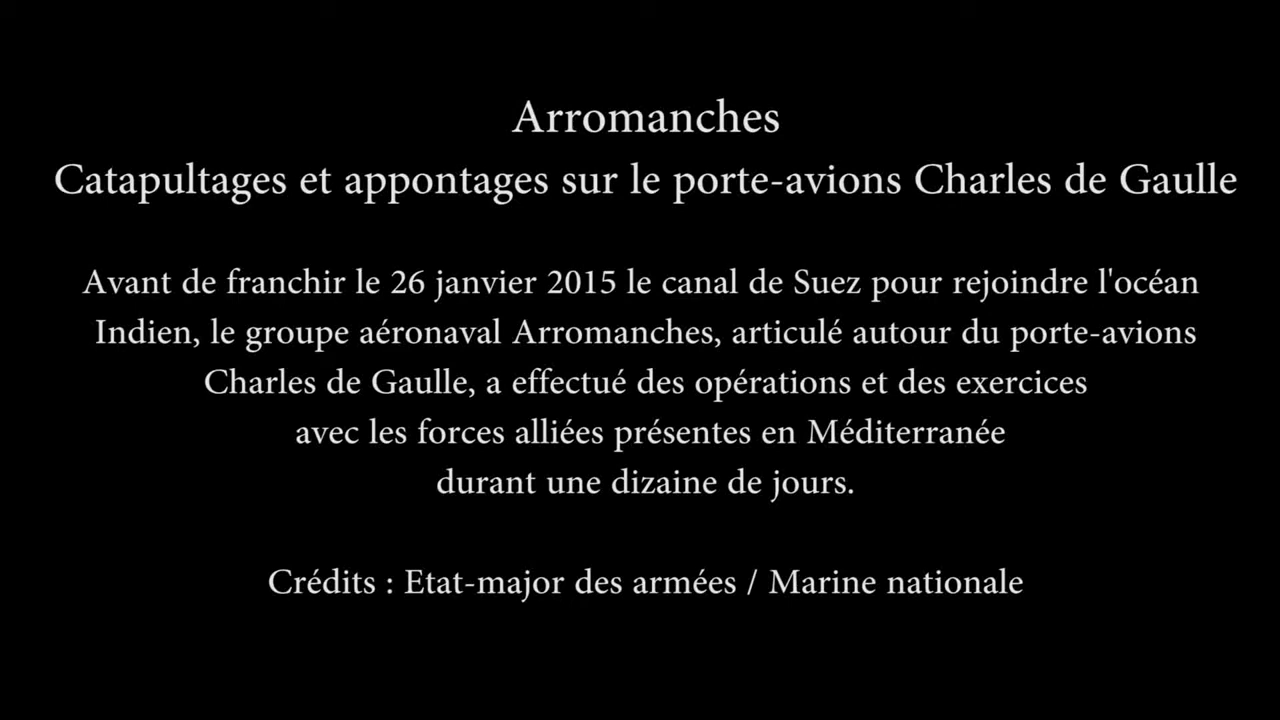 Arromanches
Catapultages et appontages sur le porte-avions Charles de Gaulle
Avant de franchir le 26 janvier 2015 le canal de Suez pour rejoindre l'océan
Indien, le groupe aéronaval Arromanches, articulé autour du porte-avions
Charles de Gaulle, a effectué des opérations et des exercices
avec les forces alliées présentes en Méditerranée
durant une dizaine de jours.
Crédits : Etat-major des armées / Marine nationale